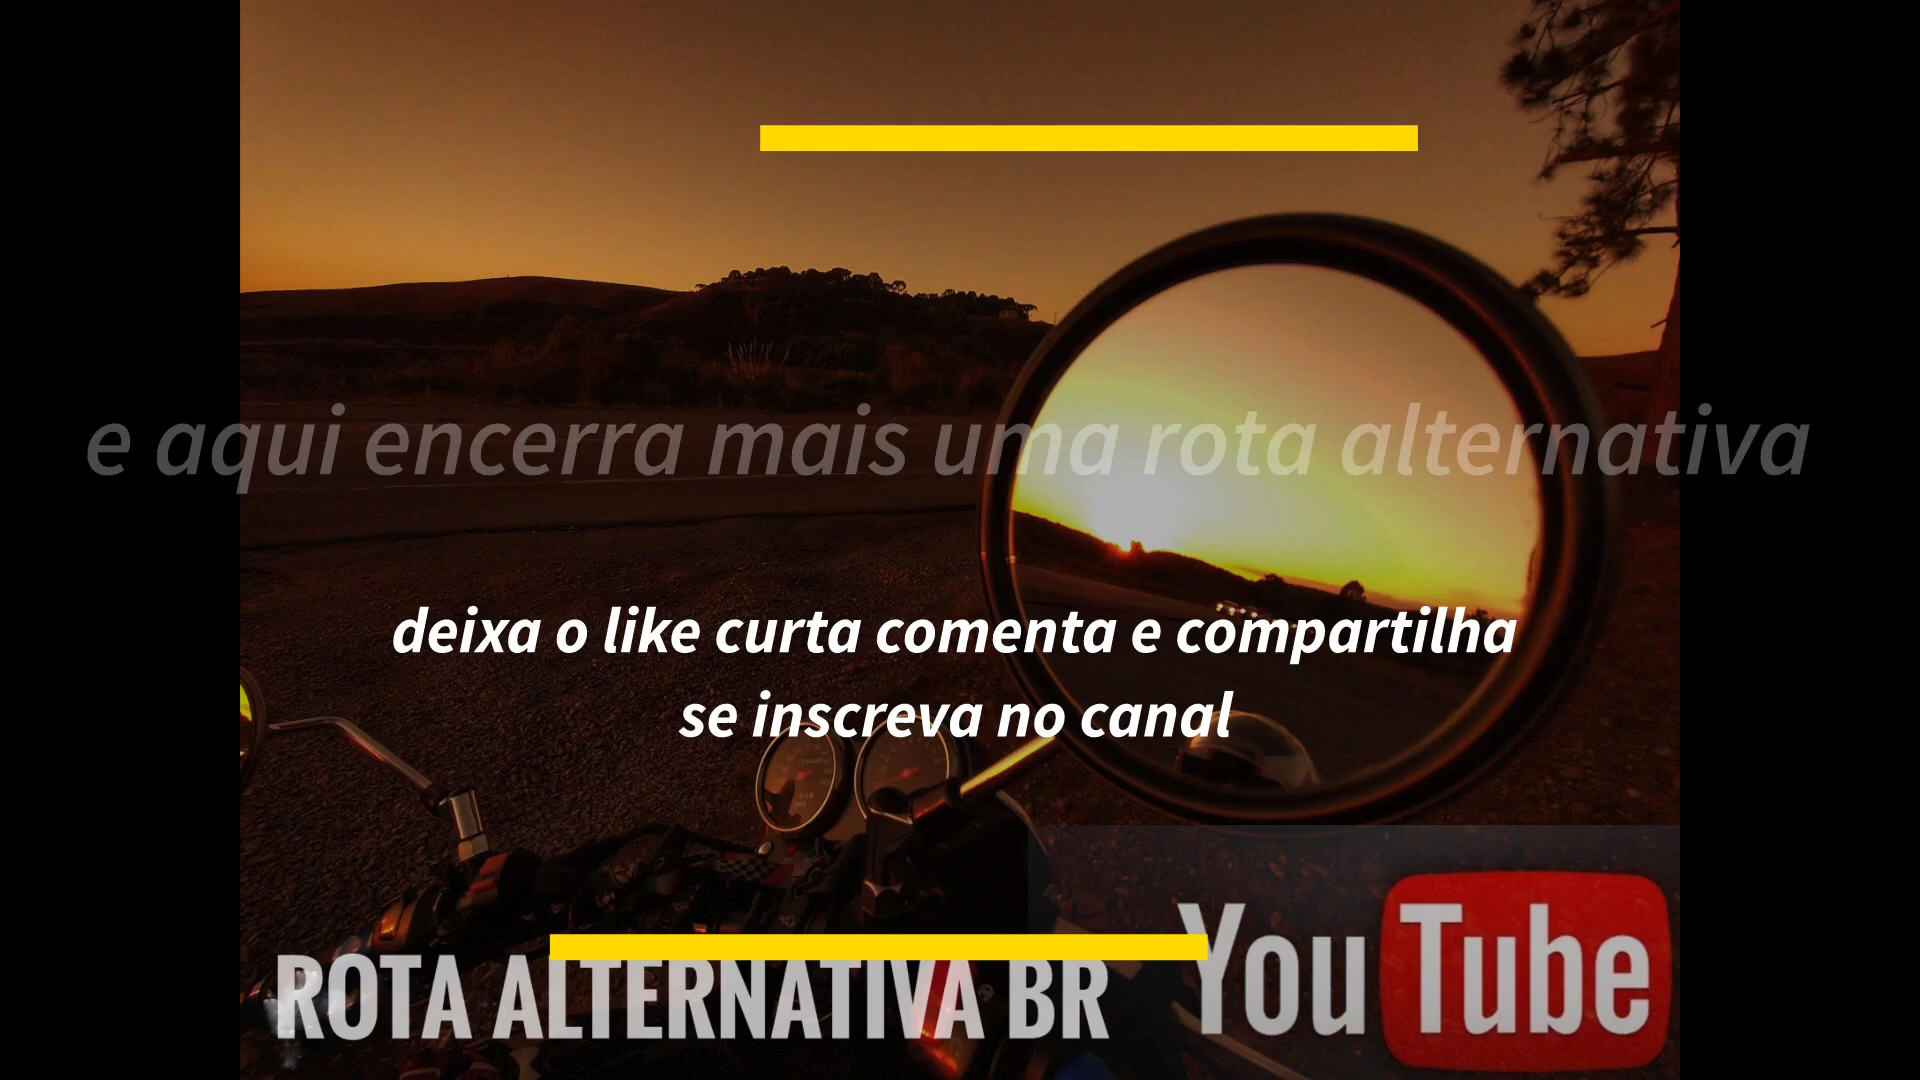 e aqui encerra mais uma rota alternativa
deixa o like curta comenta e compartilha
se inscreva no canal
ROTA ALTERNATIVA BR
YouTube